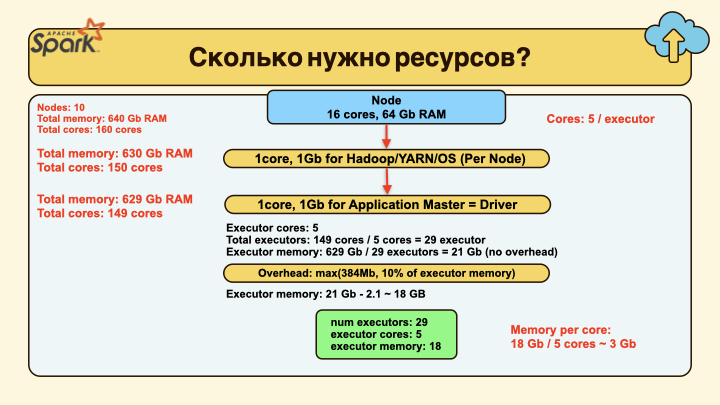 APACHE
Spark
Сколько нужно ресурсов?
Nodes: 10
Total memory: 640 Gb RAM
Total cores: 160 cores
Node
16 cores, 64 Gb RAM
Cores: 5 / executor
Total memory: 630 Gb RAM
Total cores: 150 cores
1core, 1Gb for Hadoop/YARN/OS (Per Node)
Total memory: 629 Gb RAM
Total cores: 149 cores
1core, 1Gb for Application Master = Driver
Executor cores: 5
Total executors: 149 cores / 5 cores = 29 executor
Executor memory: 629 Gb / 29 executors = 21 Gb (no overhead)
Overhead: max(384Mb, 10% of executor memory)
Executor memory: 21 Gb - 2.1 ~ 18 GB
num executors: 29
executor cores: 5
executor memory: 18
Memory per core:
18 Gb / 5 cores ~ 3 Gb